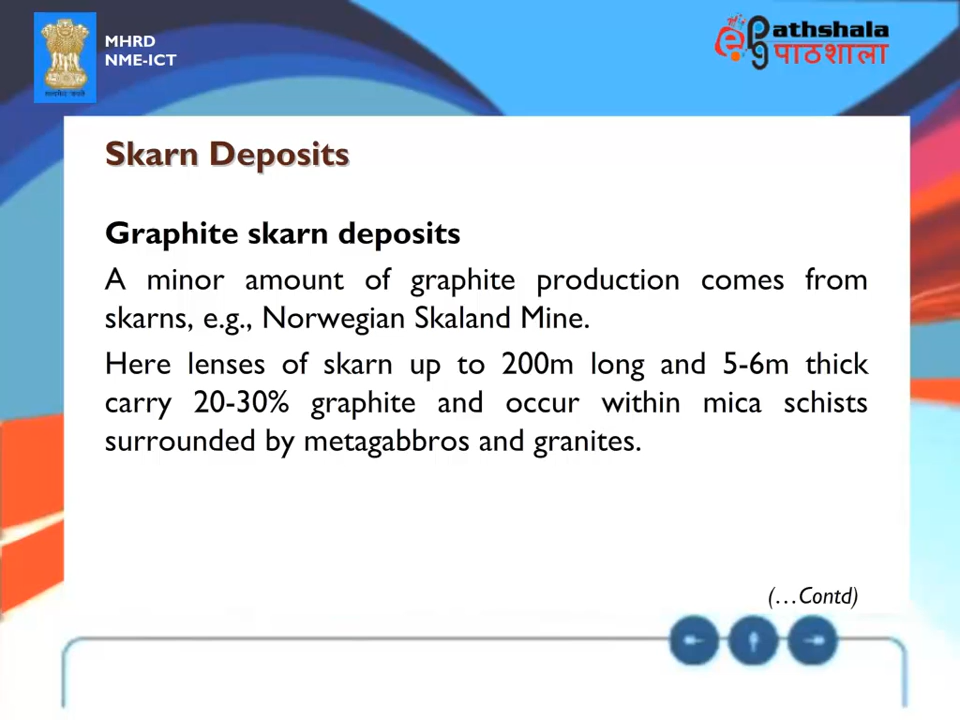 MHRD
NME-ICT
e
pg
Pathshala
पाठशाला
Skarn Deposits
Graphite skarn deposits
A minor amount of graphite production comes from
skarns, e.g., Norwegian Skaland Mine.
Here lenses of skarn up to 200m long and 5-6m thick
carry 20-30% graphite and occur within mica schists
surrounded by metagabbros and granites.
(…Contd)